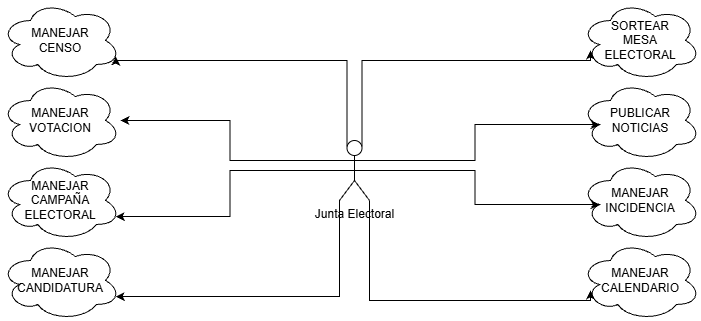 MANEJAR
CENSO
SORTEAR
MESA
ELECTORAL
MANEJAR
VOTACION
PUBLICAR
NOTICIAS
MANEJAR
CAMPAÑA
ELECTORAL
MANEJAR
INCIDENCIA
Junta Electoral
MANEJAR
CANDIDATURA
MANEJAR
CALENDARIO